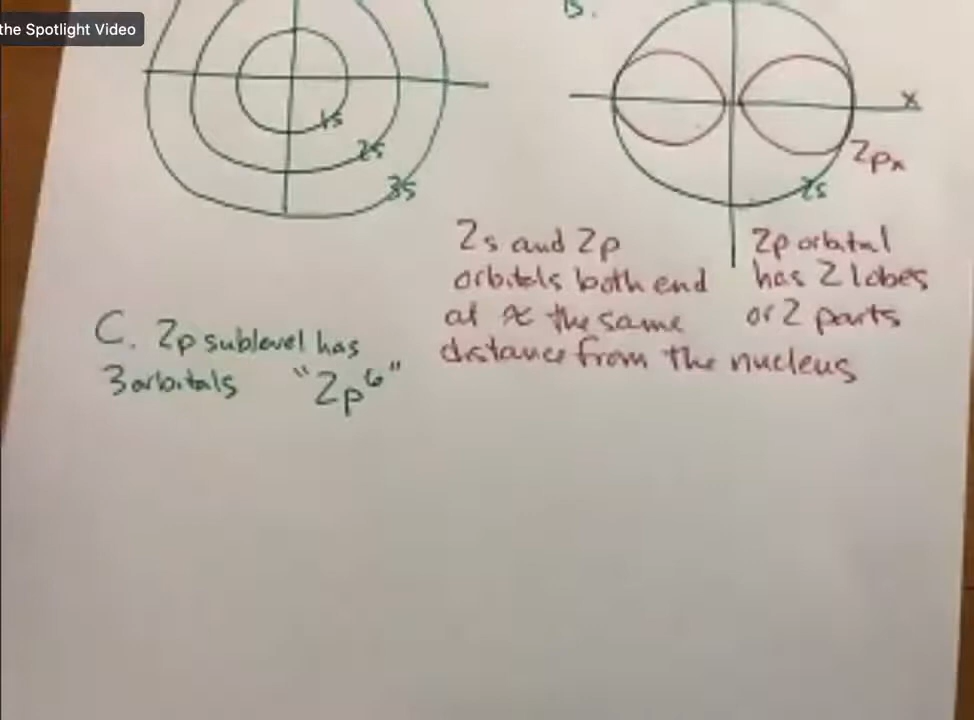 the Spotlight Video
1s
2s
3s
B.
x
2px
2s
2s and 2p
orbitals both end
at ≈ the same
distance from the nucleus
2p orbital
has 2 lobes
or 2 parts
C. 2p sublevel has
3 orbitals "2p⁶"